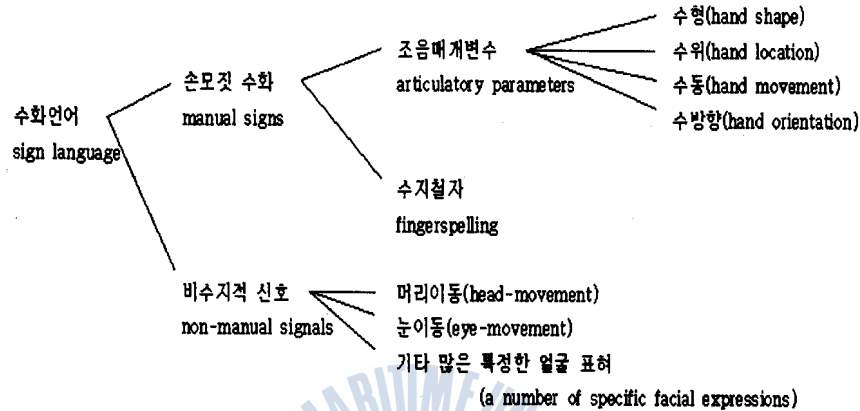 수형(hand shape)
조음매개변수
수위(hand location)
손모짓 수화
articulatory parameters
수동(hand movement)
수화언어
manual signs
수방향(hand orientation)
sign language
수지철자
fingerspelling
비수지적 신호
머리이동(head-movement)
non-manual signals
눈이동(eye-movement)
기타 많은 특정한 얼굴 표혀
(a number of specific facial expressions)
MARITIME